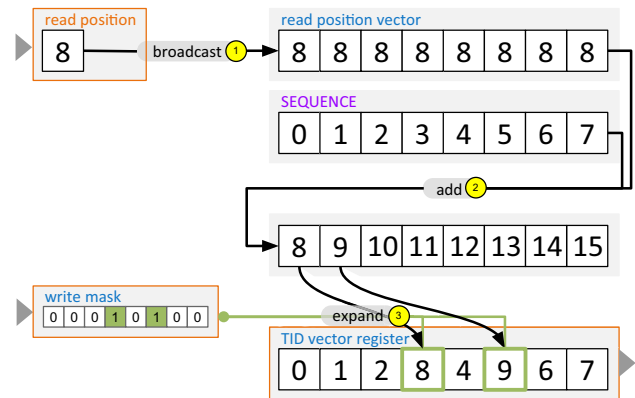 read position
8
broadcast 1
read position vector
8 8 8 8 8 8 8 8
SEQUENCE
0 1 2 3 4 5 6 7
add 2
8 9 10 11 12 13 14 15
write mask
0 0 0 1 0 1 0 0
expand 3
TID vector register
0 1 2 8 4 9 6 7